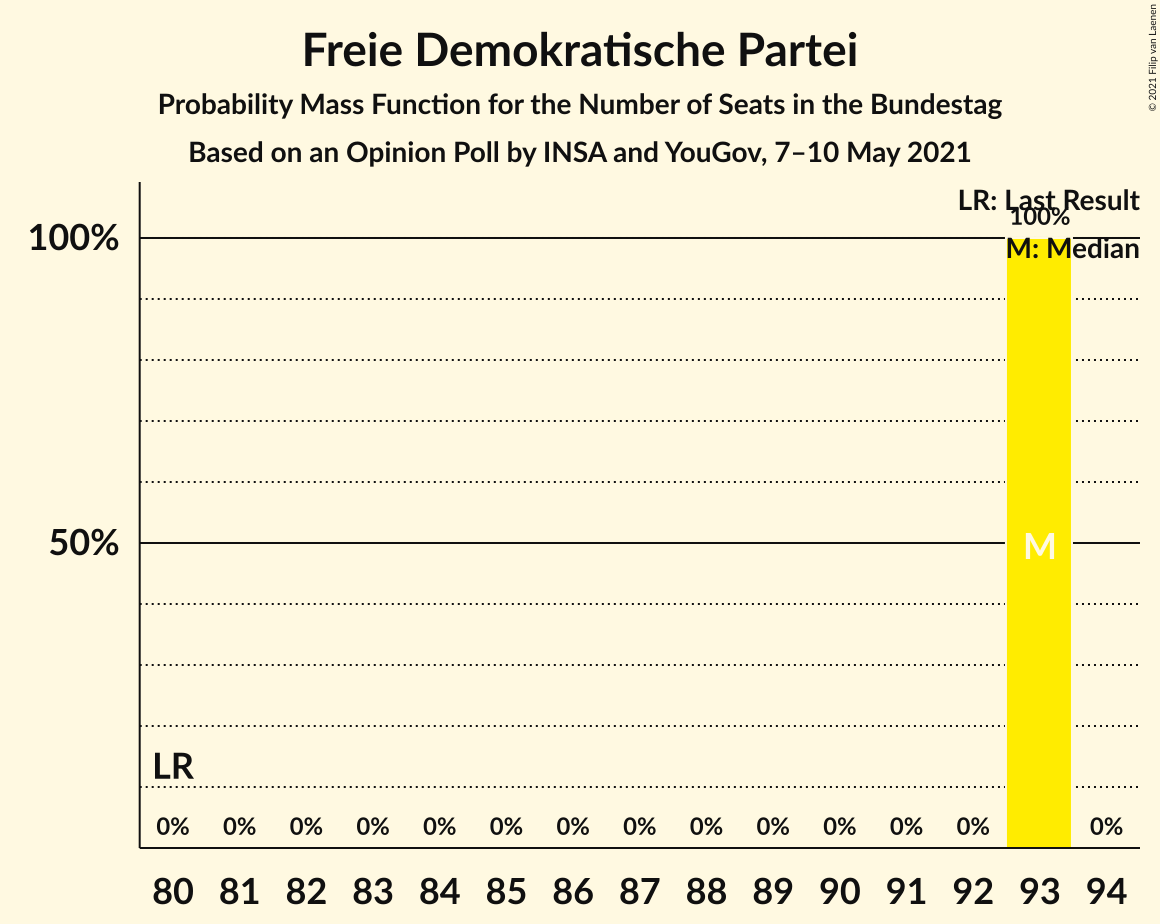 Freie Demokratische Partei
Probability Mass Function for the Number of Seats in the Bundestag
Based on an Opinion Poll by INSA and YouGov, 7–10 May 2021
© 2021 Filip van Laenen
LR: Last Result
100%
M: Median
100%
50%
M
LR
0% 0% 0% 0% 0% 0% 0% 0% 0% 0% 0% 0% 0% 0%
80 81 82 83 84 85 86 87 88 89 90 91 92 93 94